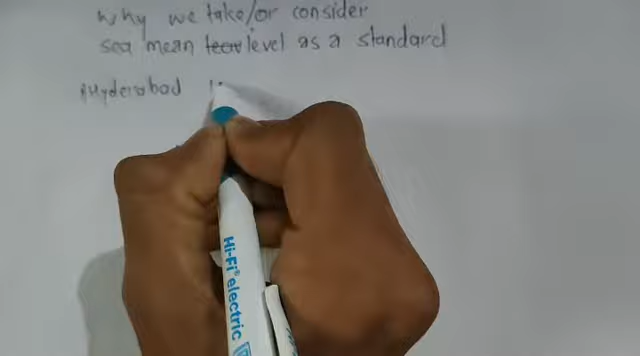 why we take/or consider
sea mean level as a standard
Hyderabad
Hi-Fi® electric